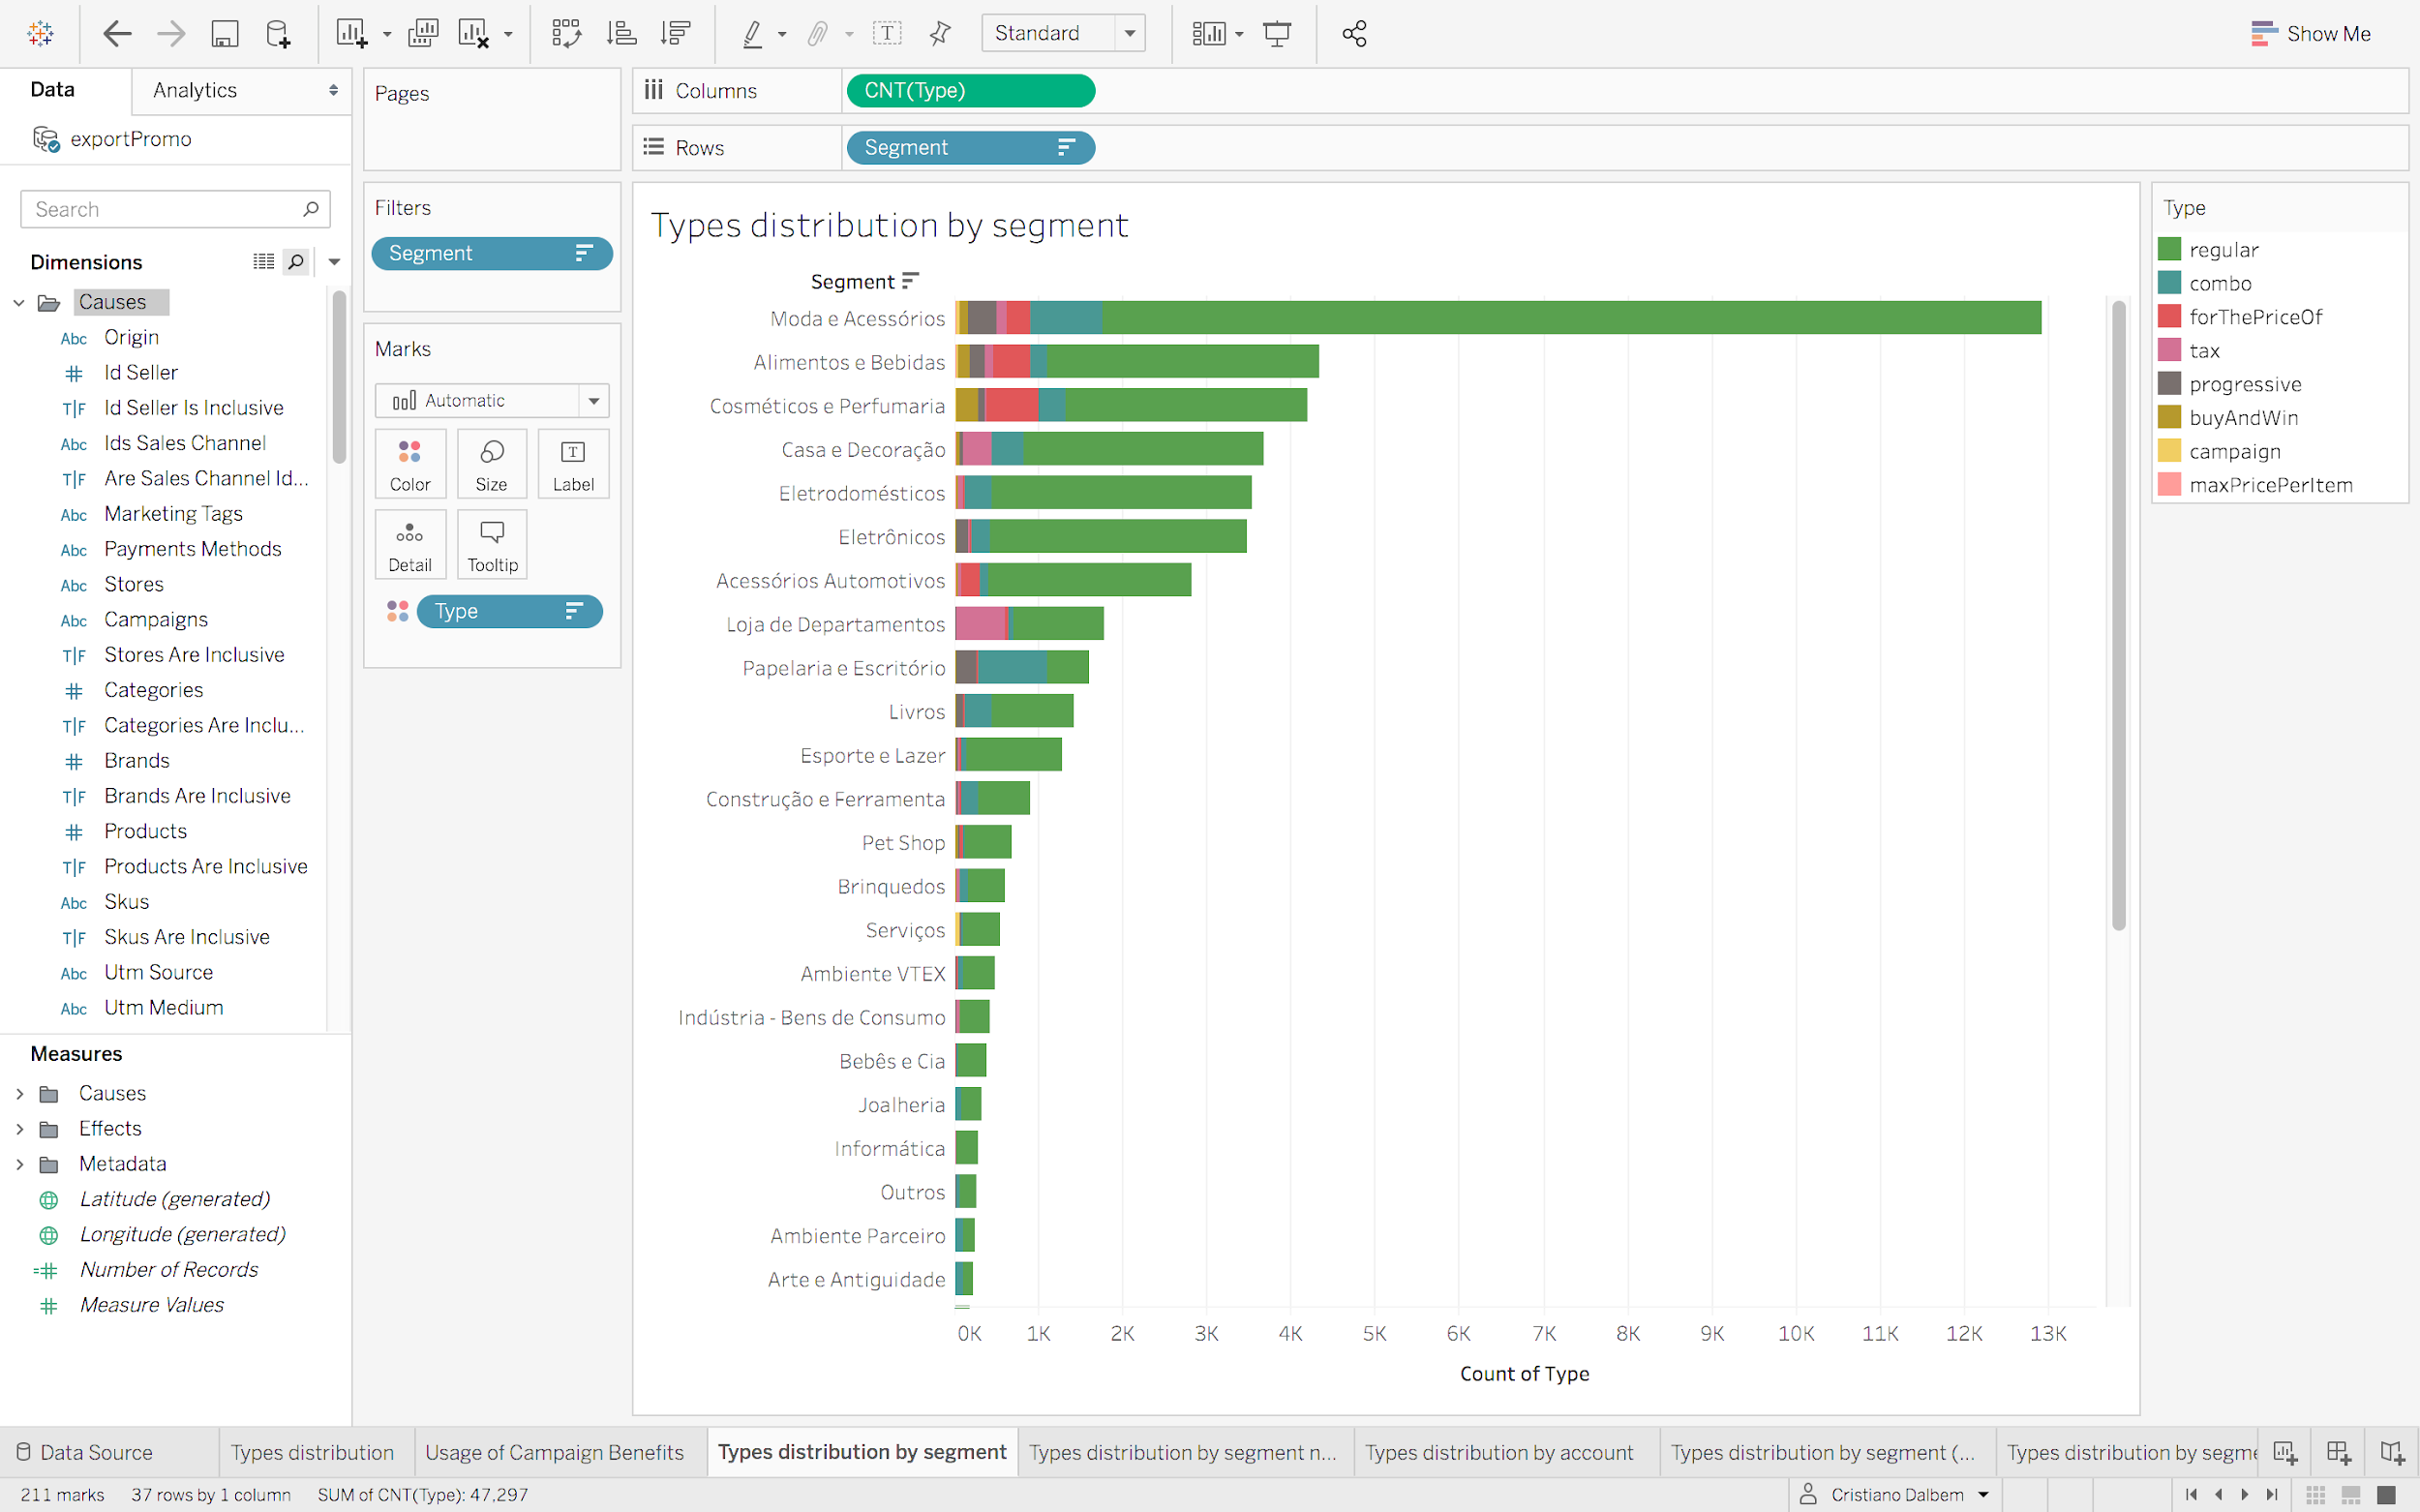 Standard
Show Me
Data
Analytics
exportPromo
Search
Dimensions
Causes
Abc Origin
# Id Seller
T|F Id Seller Is Inclusive
Abc Ids Sales Channel
T|F Are Sales Channel Id...
Abc Marketing Tags
Abc Payments Methods
Abc Stores
Abc Campaigns
T|F Stores Are Inclusive
# Categories
T|F Categories Are Inclu...
# Brands
T|F Brands Are Inclusive
# Products
T|F Products Are Inclusive
Abc Skus
T|F Skus Are Inclusive
Abc Utm Source
Abc Utm Medium
Measures
Causes
Effects
Metadata
Latitude (generated)
Longitude (generated)
=# Number of Records
# Measure Values
Pages
Filters
Segment
Marks
Automatic
Color
Size
T
Label
Detail
Tooltip
Type
Columns
CNT(Type)
Rows
Segment
Types distribution by segment
Segment
Moda e Acessórios
Alimentos e Bebidas
Cosméticos e Perfumaria
Casa e Decoração
Eletrodomésticos
Eletrônicos
Acessórios Automotivos
Loja de Departamentos
Papelaria e Escritório
Livros
Esporte e Lazer
Construção e Ferramenta
Pet Shop
Brinquedos
Serviços
Ambiente VTEX
Indústria - Bens de Consumo
Bebês e Cia
Joalheria
Informática
Outros
Ambiente Parceiro
Arte e Antiguidade
0K 1K 2K 3K 4K 5K 6K 7K 8K 9K 10K 11K 12K 13K
Count of Type
Type
regular
combo
forThePriceOf
tax
progressive
buyAndWin
campaign
maxPricePerItem
Data Source
Types distribution
Usage of Campaign Benefits
Types distribution by segment
Types distribution by segment n...
Types distribution by account
Types distribution by segment (...
Types distribution by segme
211 marks
37 rows by 1 column
SUM of CNT(Type): 47,297
Cristiano Dalbem